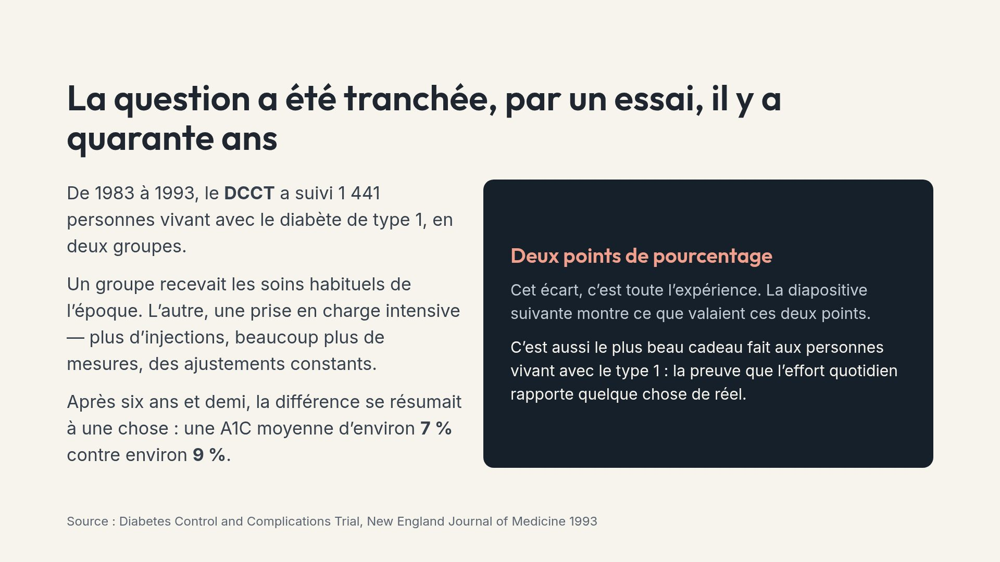 La question a été tranchée, par un essai, il y a
quarante ans
De 1983 à 1993, le DCCT a suivi 1 441
personnes vivant avec le diabète de type 1, en
deux groupes.
Un groupe recevait les soins habituels de
l’époque. L’autre, une prise en charge intensive
— plus d’injections, beaucoup plus de
mesures, des ajustements constants.
Après six ans et demi, la différence se résumait
à une chose : une A1C moyenne d’environ 7 %
contre environ 9 %.
Deux points de pourcentage
Cet écart, c’est toute l’expérience. La diapositive
suivante montre ce que valaient ces deux points.
C’est aussi le plus beau cadeau fait aux personnes
vivant avec le type 1 : la preuve que l’effort quotidien
rapporte quelque chose de réel.
Source : Diabetes Control and Complications Trial, New England Journal of Medicine 1993